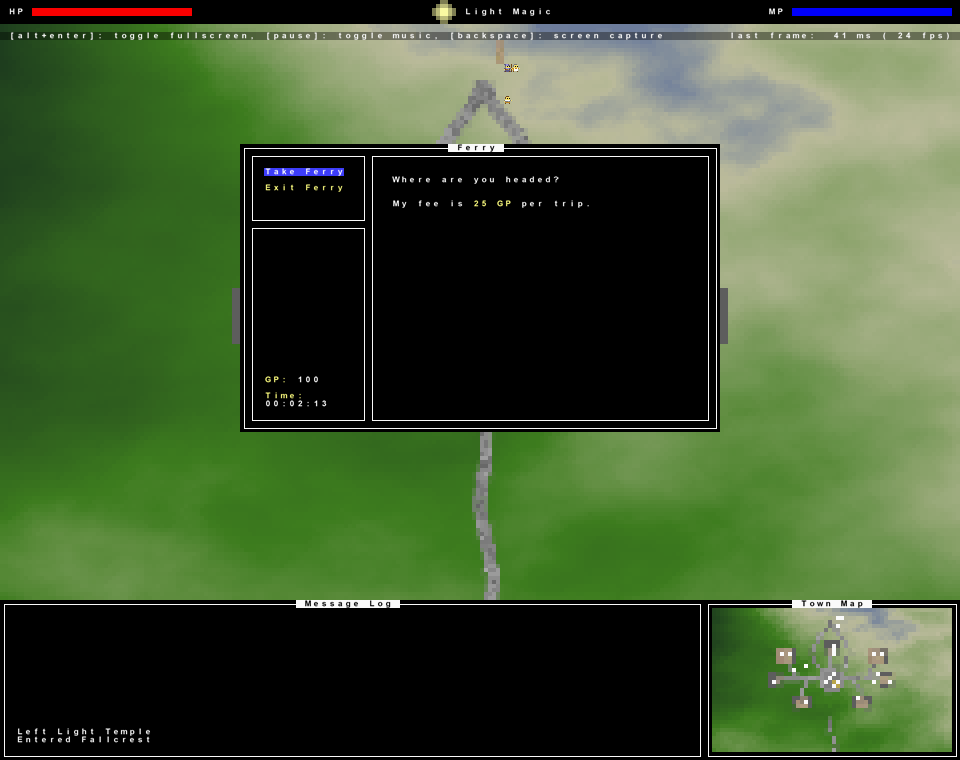 HP Light Magic MP
[alt+enter]: toggle fullscreen, [pause]: toggle music, [backspace]: screen capture last frame: 41 ms ( 24 fps)
Ferry
Take Ferry
Exit Ferry
Where are you headed?
My fee is 25 GP per trip.
GP: 100
Time:
00:02:13
Message Log
Town Map
Left Light Temple
Entered Fallcrest